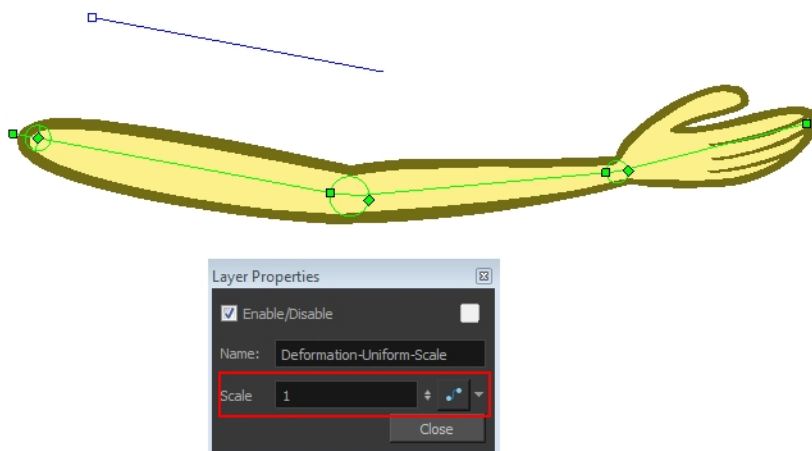 Layer Properties
Enable/Disable
Name: Deformation-Uniform-Scale
Scale 1
Close